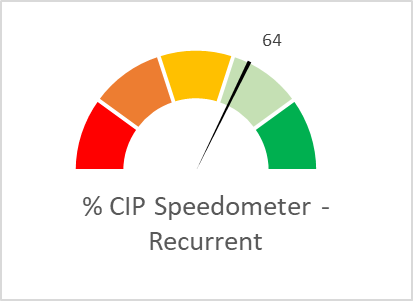 64
% CIP Speedometer -
Recurrent